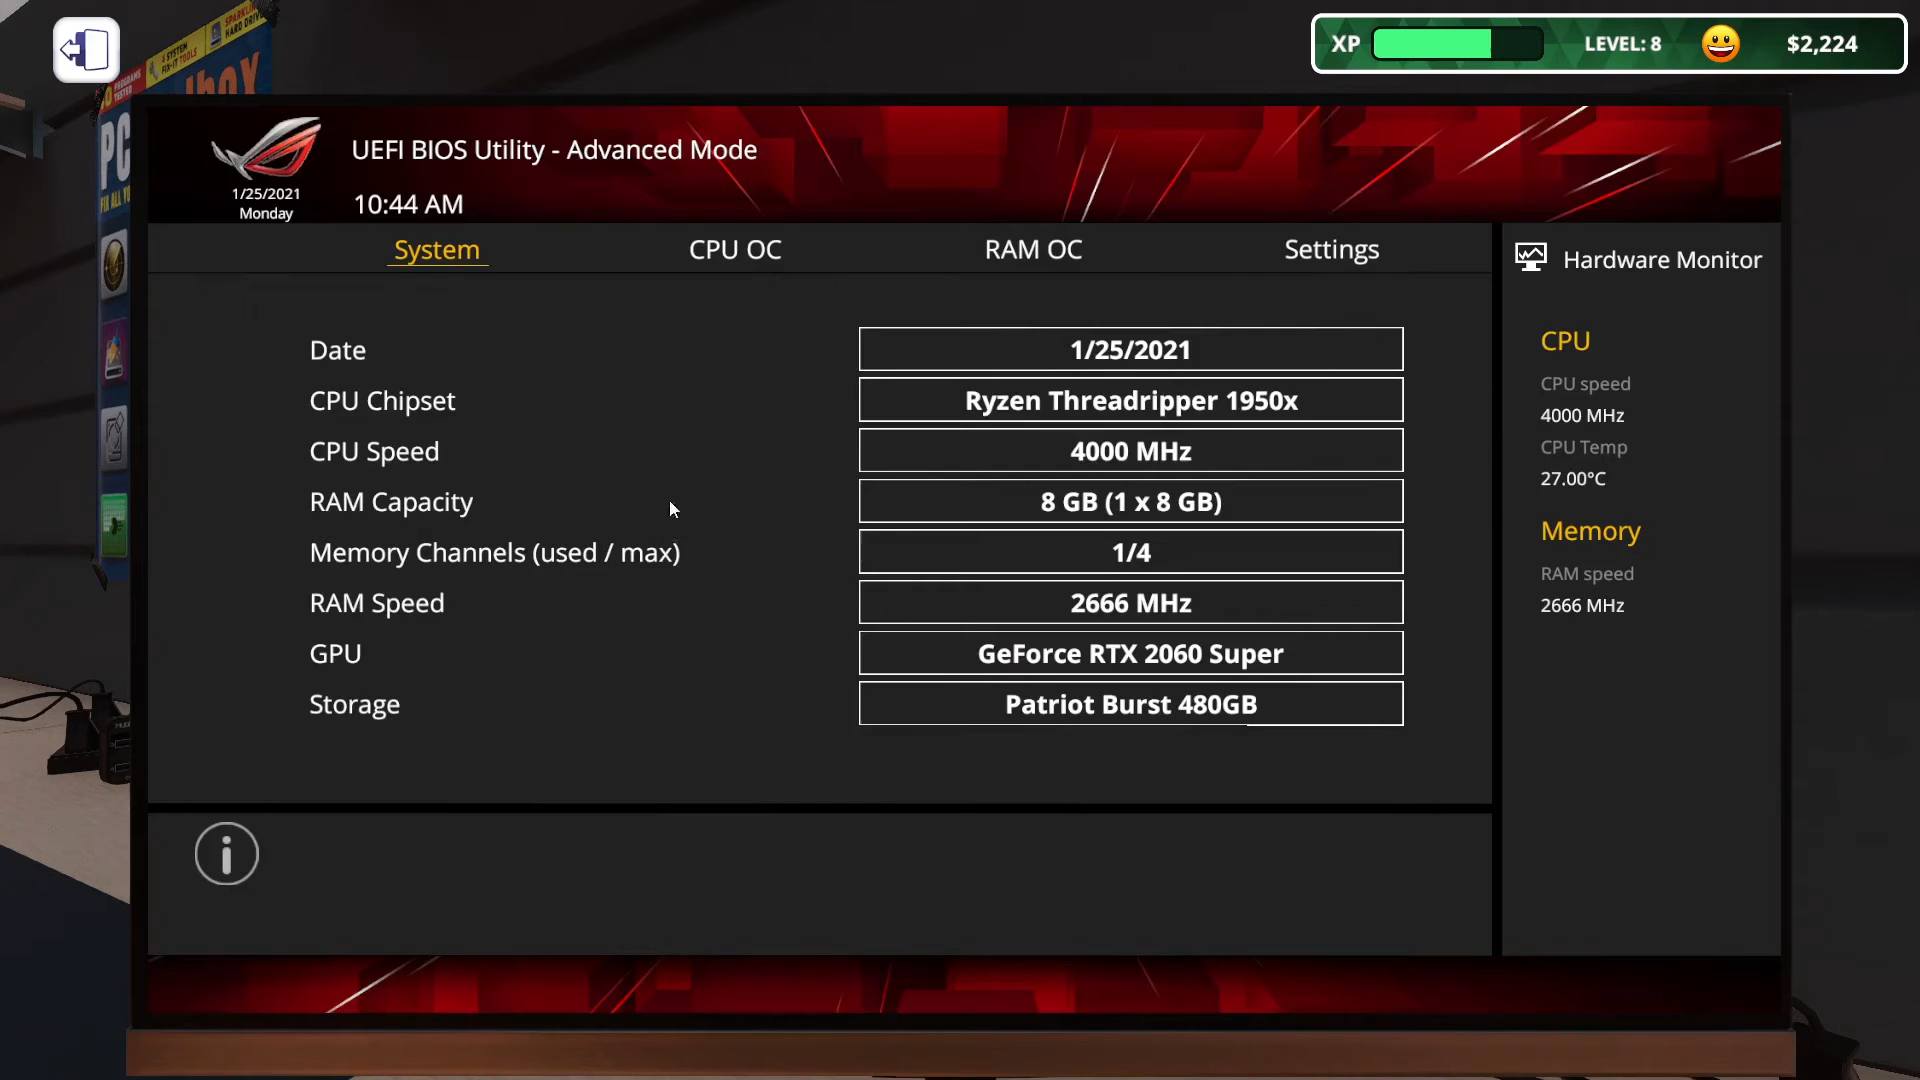 XP LEVEL: 8 $2,224
PC
UEFI BIOS Utility - Advanced Mode
1/25/2021
Monday
10:44 AM
System CPU OC RAM OC Settings
Hardware Monitor
Date 1/25/2021
CPU Chipset Ryzen Threadripper 1950x
CPU Speed 4000 MHz
RAM Capacity 8 GB (1 x 8 GB)
Memory Channels (used / max) 1/4
RAM Speed 2666 MHz
GPU GeForce RTX 2060 Super
Storage Patriot Burst 480GB
CPU
CPU speed
4000 MHz
CPU Temp
27.00°C
Memory
RAM speed
2666 MHz